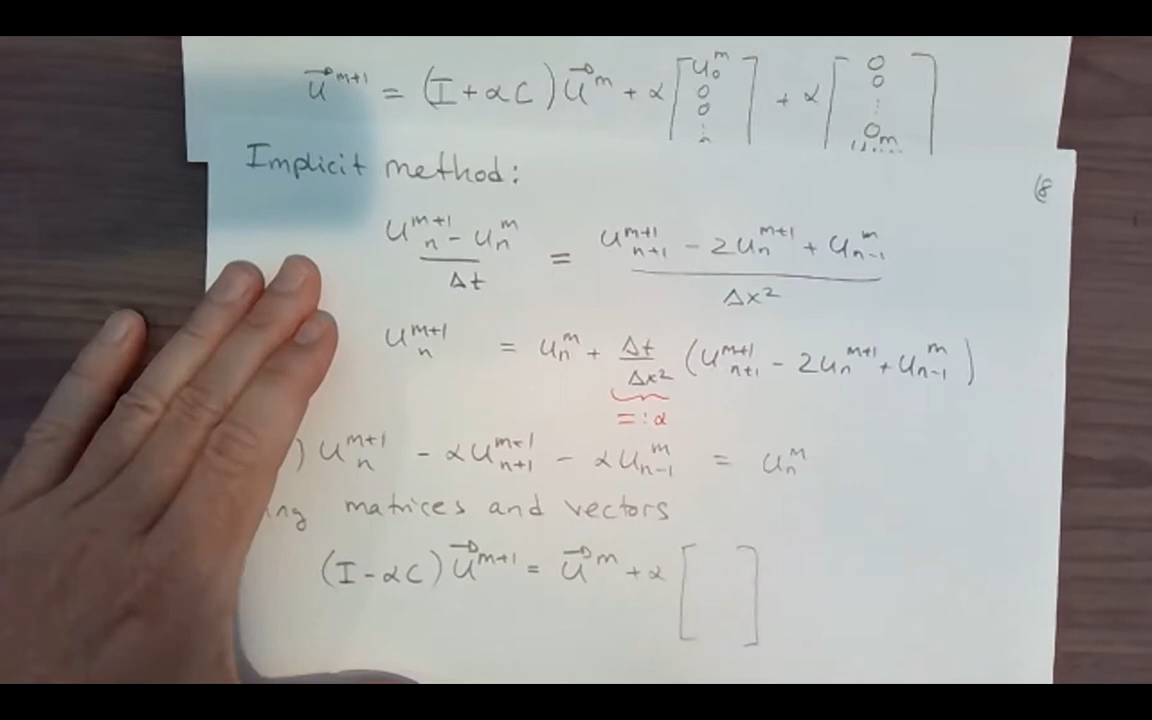 u⃗^{m+1} = (I + αC) u⃗^m + α [u_0^m 0 0 ⋮] + α [0 0 ⋮ 0]
Implicit method: (8
(u_n^{m+1} - u_n^m) / Δt = (u_{n+1}^{m+1} - 2u_n^{m+1} + u_{n-1}^m) / Δx²
u_n^{m+1} = u_n^m + Δt/Δx² (u_{n+1}^{m+1} - 2u_n^{m+1} + u_{n-1}^m)
=: α
) u_n^{m+1} - αu_{n+1}^{m+1} - αu_{n-1}^m = u_n^m
ing matrices and vectors
(I - αC) u⃗^{m+1} = u⃗^m + α [ ]